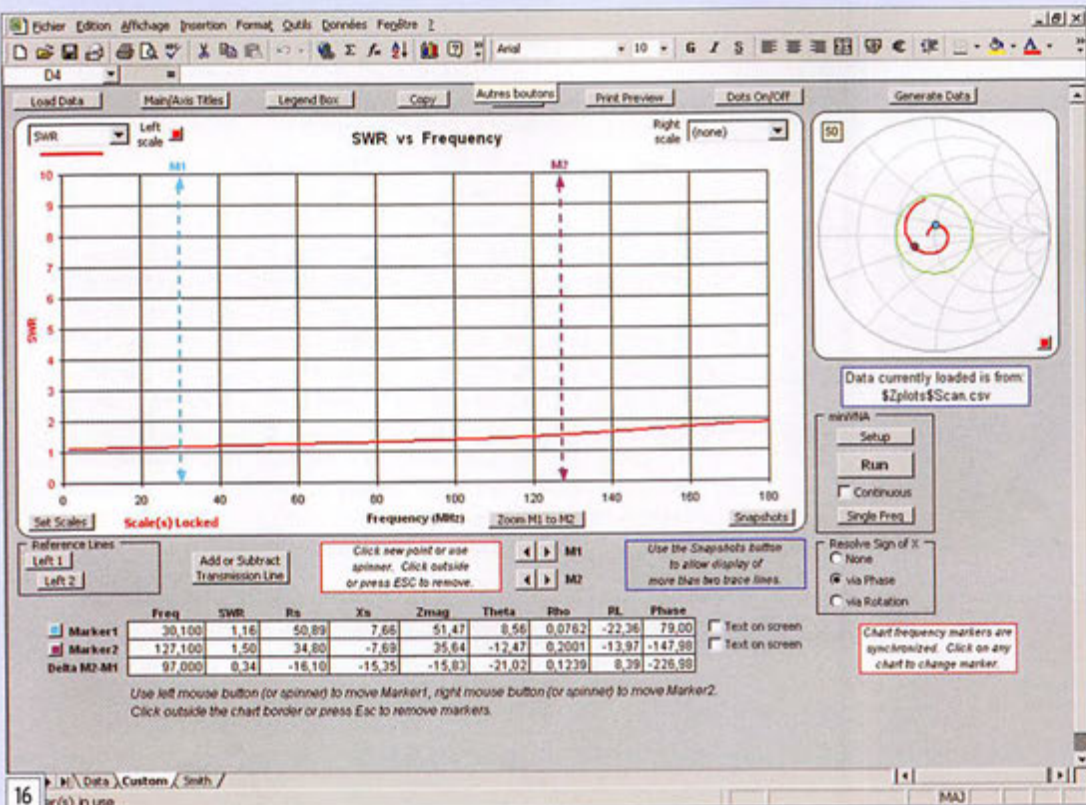 Fichier Edition Affichage Insertion Format Outils Données Fenêtre ?
Arial 10 G I S
D4 =
Load Data Main/Axis Titles Legend Box Copy Autres boutons Print Preview Dots On/Off Generate Data
SWR Left scale SWR vs Frequency Right scale (none)
50
M1 M2
10
9
8
7
6
5
4
3
2
1
0
SWR
0 20 40 60 80 100 120 140 160 180
Set Scales Scale(s) Locked Frequency (MHz) Zoom M1 to M2 Snapshots
Data currently loaded is from:
$Zplots$Scan.csv
miniVNA
Setup
Run
Continuous
Single Freq
Reference Lines
Left 1
Left 2
Add or Subtract
Transmission Line
Click new point or use
spinner. Click outside
or press ESC to remove.
M1
M2
Use the Snapshots button
to allow display of
more than two trace lines.
Resolve Sign of X
None
via Phase
via Rotation
Freq SWR Rs Xs Zmag Theta Rho RL Phase
Marker1 30,100 1,16 50,89 7,66 51,47 8,56 0,0762 -22,36 79,00 Text on screen
Marker2 127,100 1,50 34,80 -7,69 35,64 -12,47 0,2001 -13,97 -147,98 Text on screen
Delta M2-M1 97,000 0,34 -16,10 -15,35 -15,83 -21,02 0,1239 8,39 -226,98
Chart frequency markers are
synchronized. Click on any
chart to change marker.
Use left mouse button (or spinner) to move Marker1, right mouse button (or spinner) to move Marker2.
Click outside the chart border or press Esc to remove markers.
Data Custom Smith
16
in use
MAJ